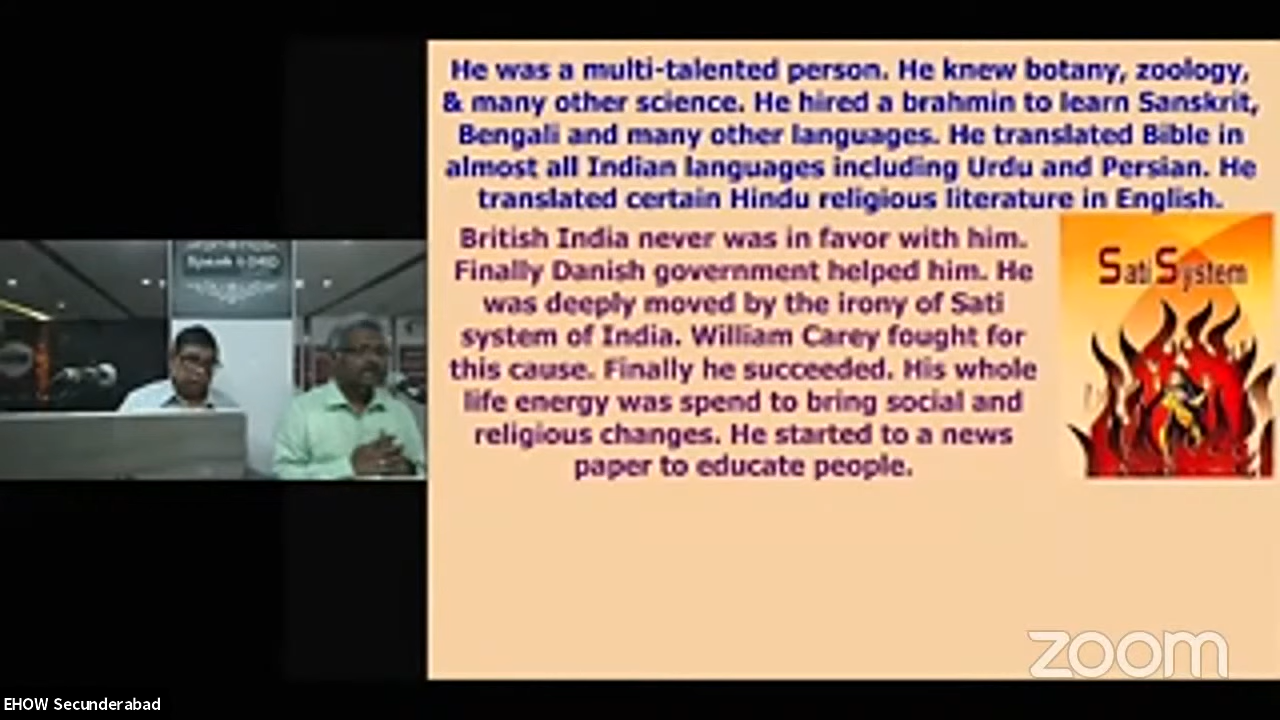 He was a multi-talented person. He knew botany, zoology,
& many other science. He hired a brahmin to learn Sanskrit,
Bengali and many other languages. He translated Bible in
almost all Indian languages including Urdu and Persian. He
translated certain Hindu religious literature in English.
British India never was in favor with him.
Finally Danish government helped him. He
was deeply moved by the irony of Sati
system of India. William Carey fought for
this cause. Finally he succeeded. His whole
life energy was spend to bring social and
religious changes. He started to a news
paper to educate people.
Sati System
Speak
zoom
EHOW Secunderabad